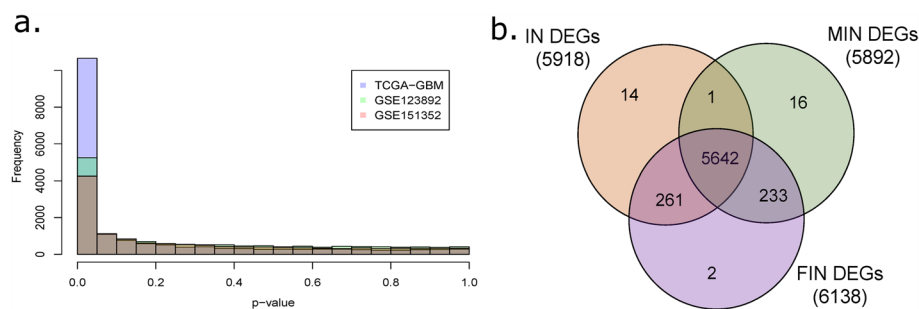 a.
Frequency
8000
6000
4000
2000
0
0.0 0.2 0.4 0.6 0.8 1.0
p-value
TCGA-GBM
GSE123892
GSE151352
b.
IN DEGs
(5918)
MIN DEGs
(5892)
14
1
16
5642
261
233
2
FIN DEGs
(6138)